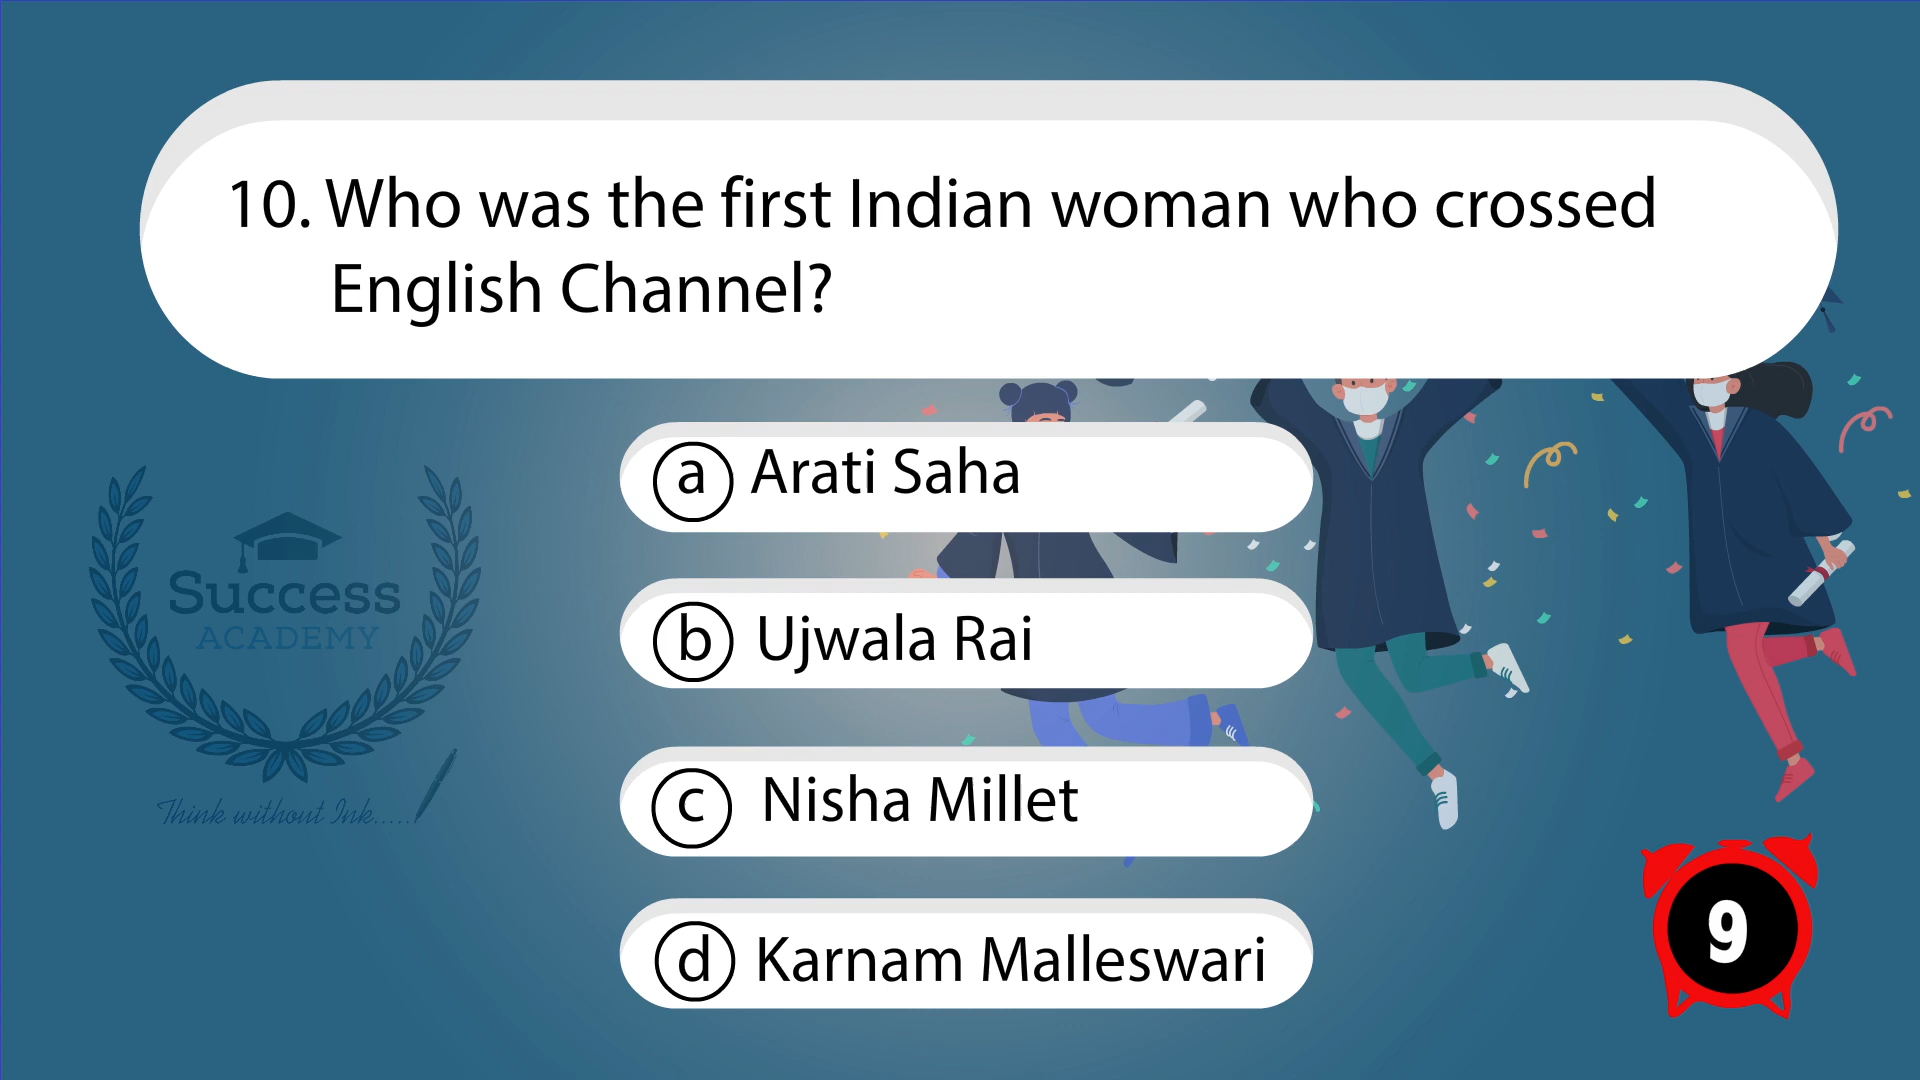 10. Who was the first Indian woman who crossed
English Channel?
a Arati Saha
b Ujwala Rai
c Nisha Millet
d Karnam Malleswari
Success
ACADEMY
Think without Ink.....
9